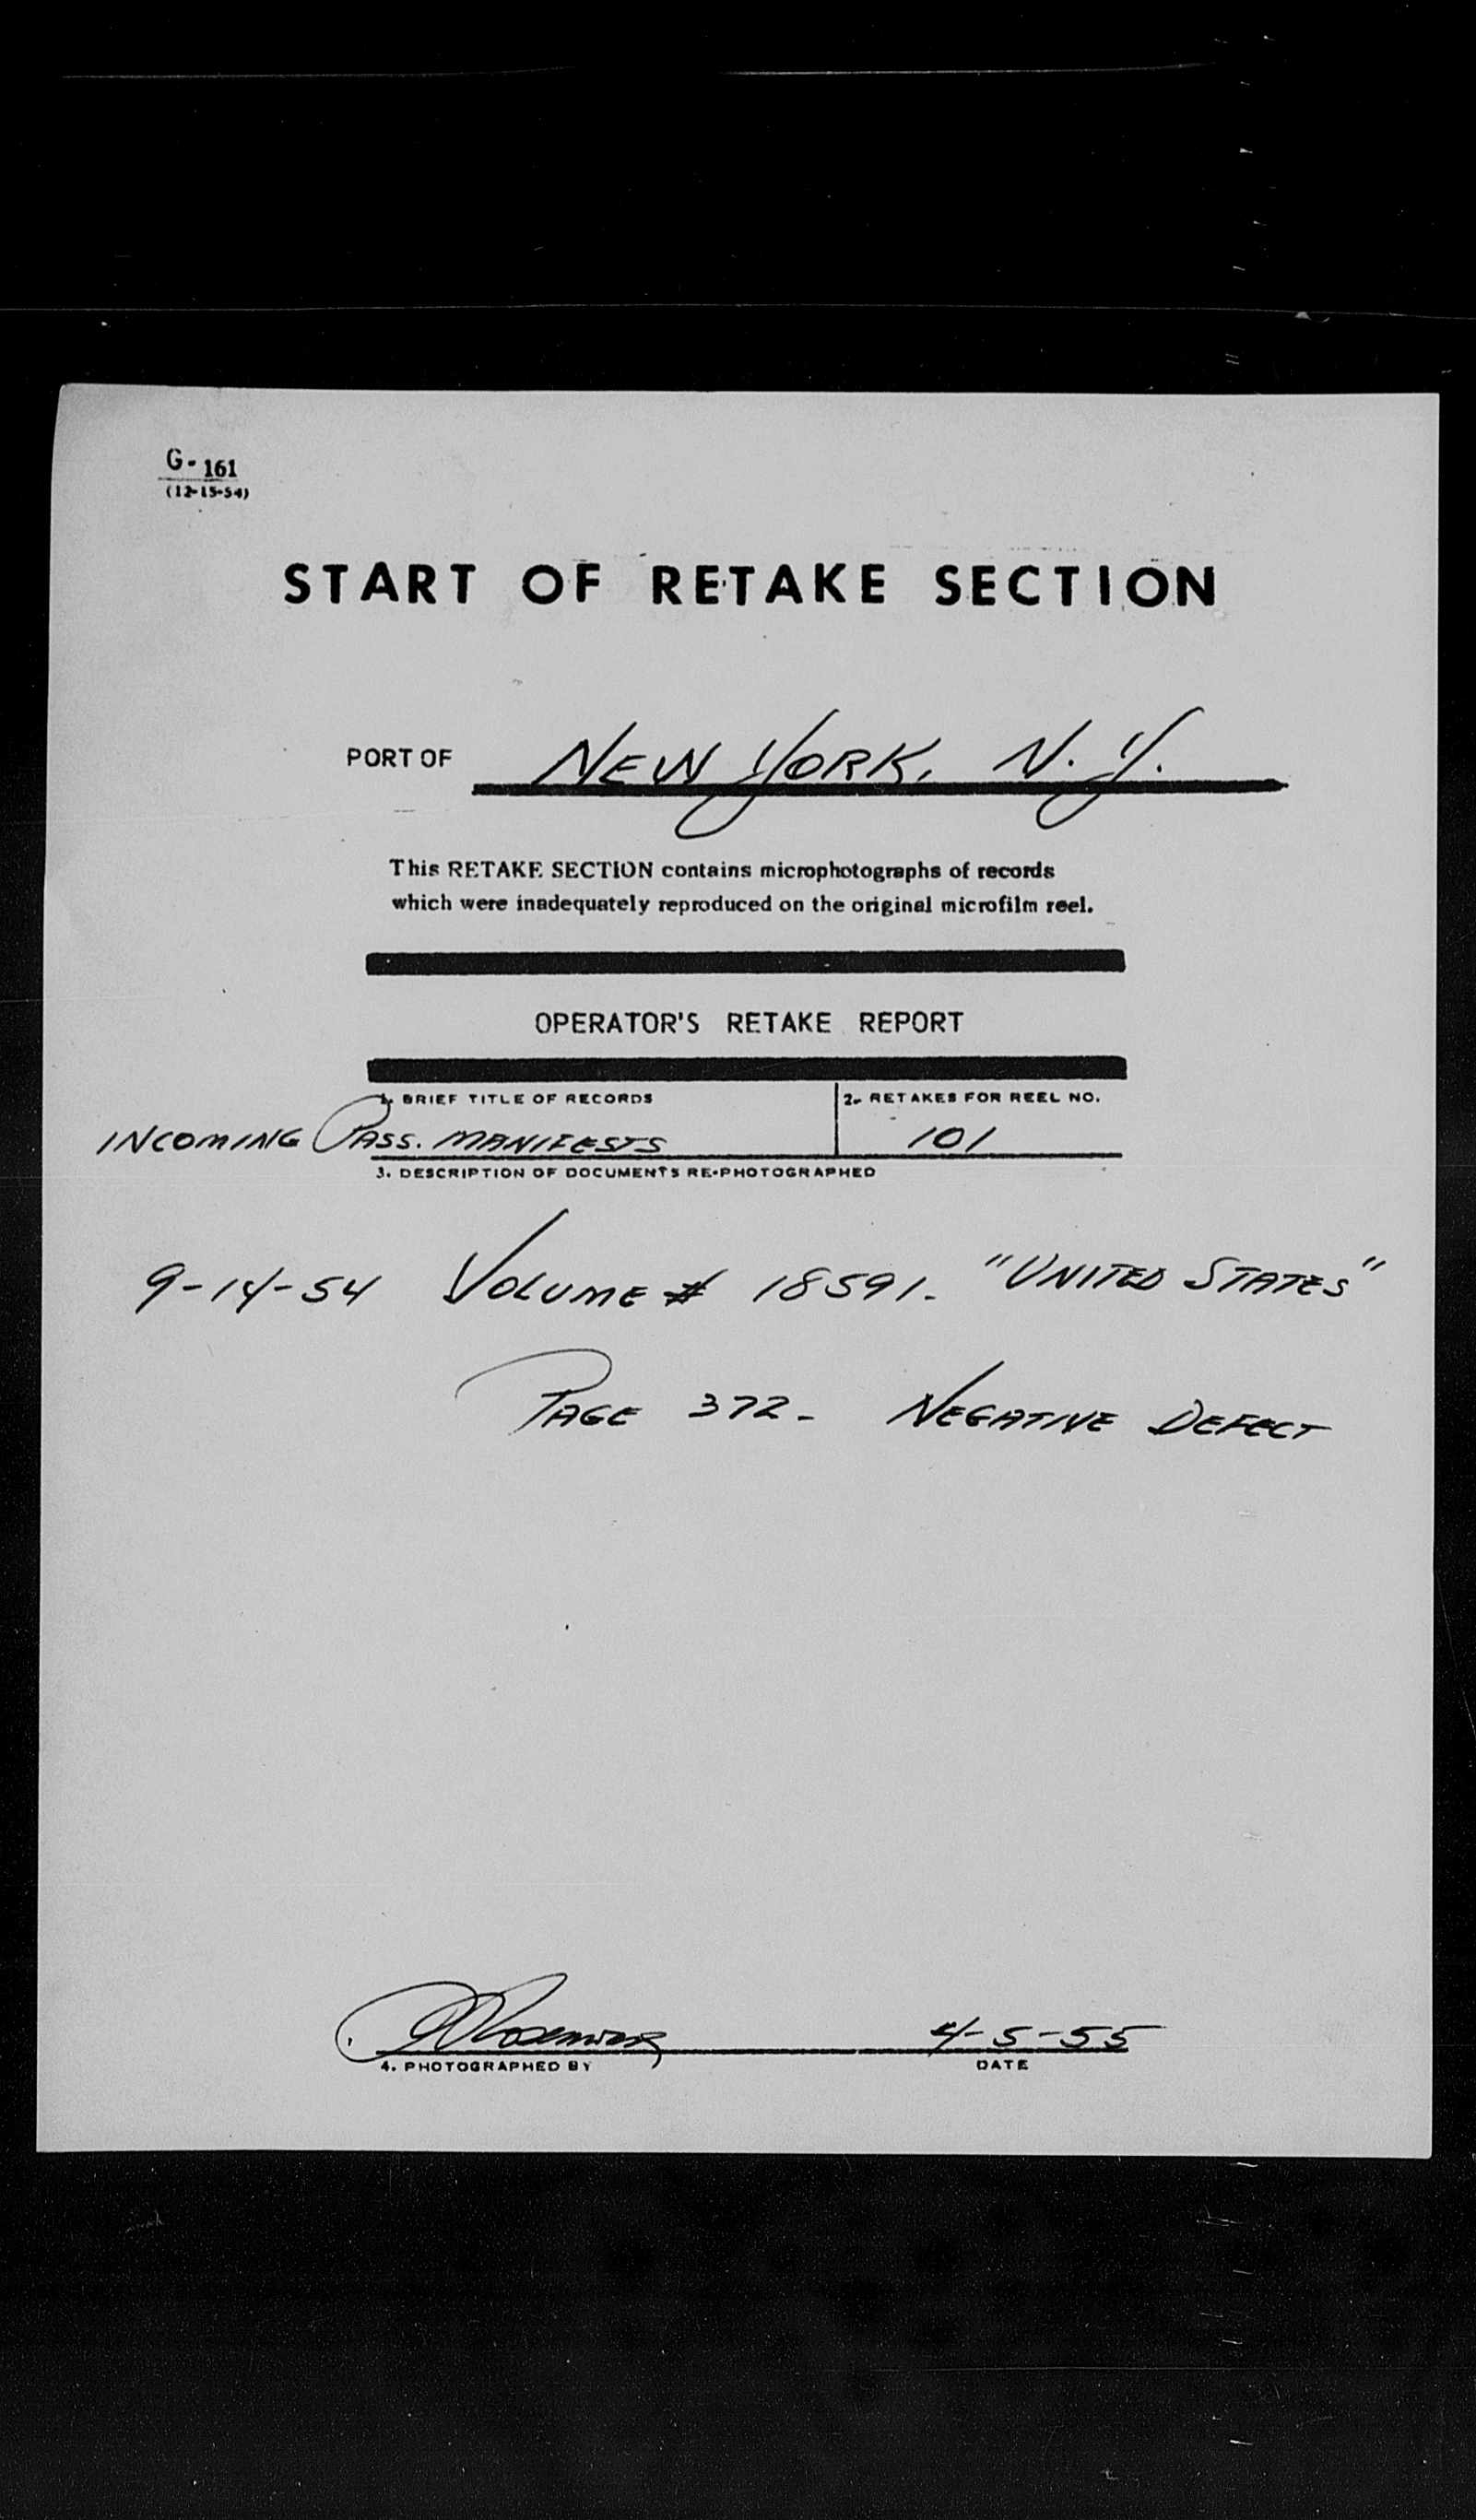 G-161
(12-15-54)
START OF RETAKE SECTION
PORT OF NEW YORK, N.Y.
This RETAKE SECTION contains microphotographs of records
which were inadequately reproduced on the original microfilm reel.
OPERATOR'S RETAKE REPORT
1. BRIEF TITLE OF RECORDS 2. RETAKES FOR REEL NO.
INCOMING PASS. MANIFESTS 101
3. DESCRIPTION OF DOCUMENTS RE-PHOTOGRAPHED
9-14-54 VOLUME # 18591- "UNITED STATES"
PAGE 372- NEGATIVE DEFECT
4-5-55
4. PHOTOGRAPHED BY DATE